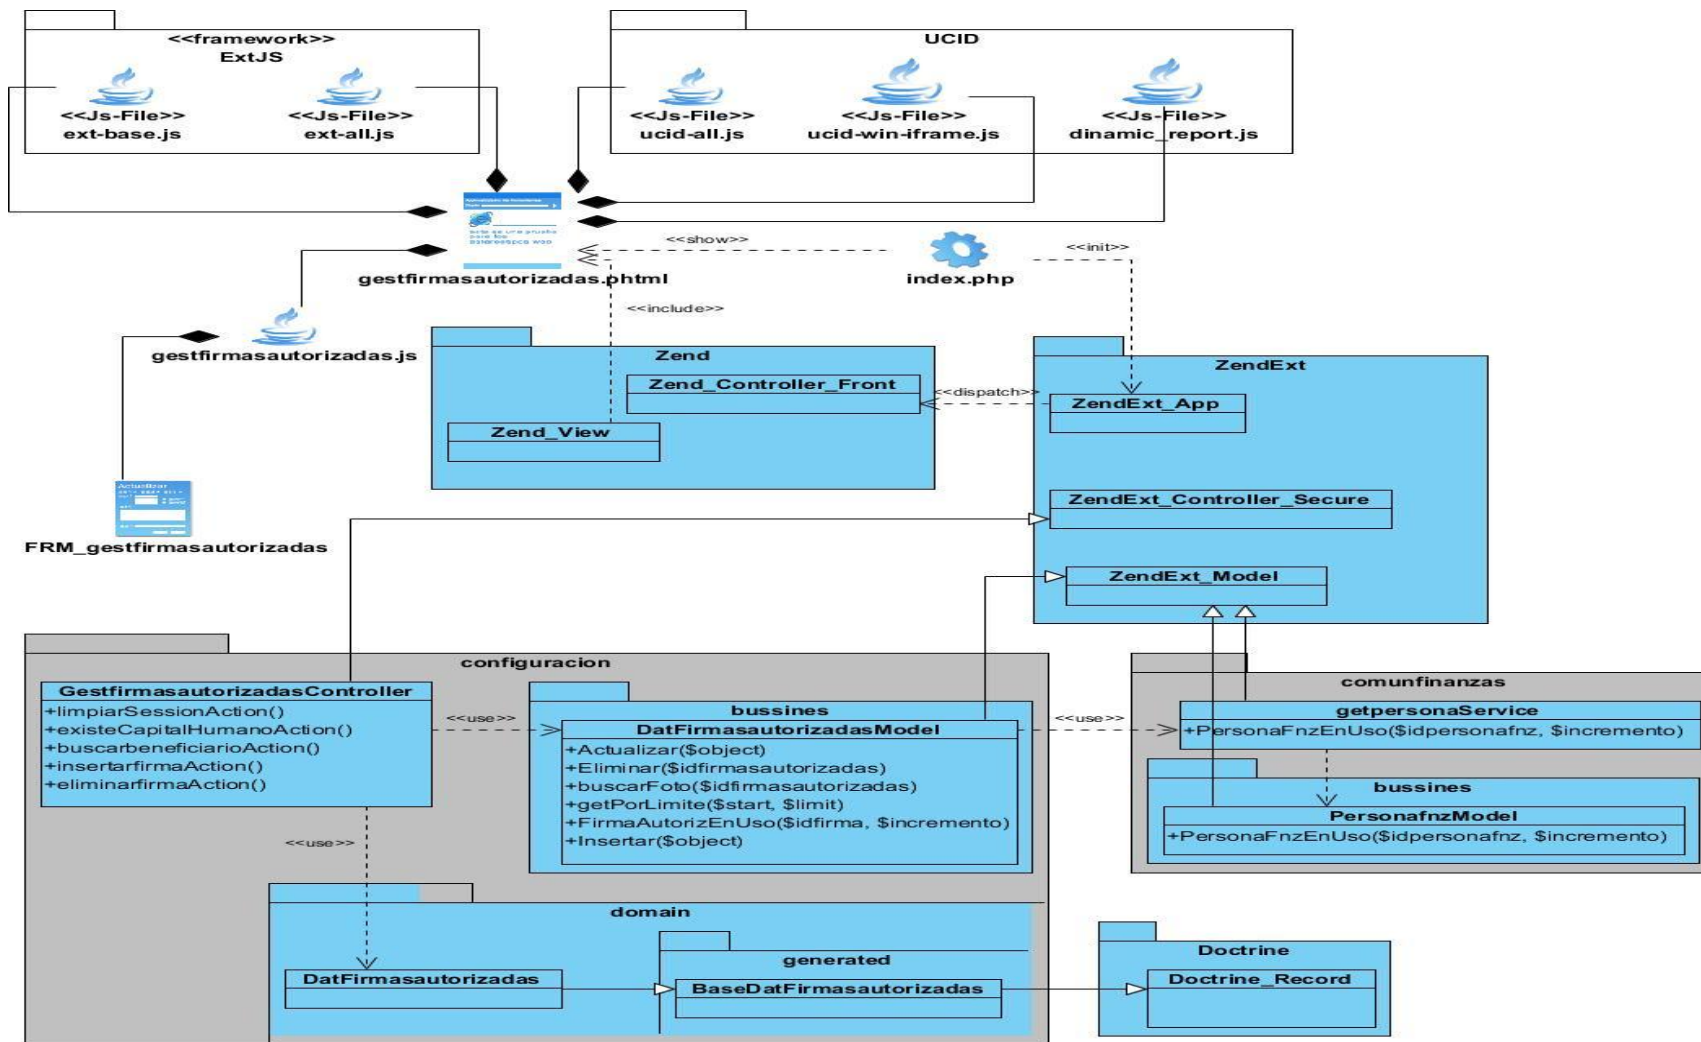 <<framework>>
ExtJS
<<Js-File>>
ext-base.js
<<Js-File>>
ext-all.js
UCID
<<Js-File>>
ucid-all.js
<<Js-File>>
ucid-win-iframe.js
<<Js-File>>
dinamic_report.js
gestfirmasautorizadas.phtml
<<show>>
index.php
<<init>>
<<include>>
gestfirmasautorizadas.js
Actualizar
FRM_gestfirmasautorizadas
Zend
Zend_Controller_Front
Zend_View
<<dispatch>>
ZendExt
ZendExt_App
ZendExt_Controller_Secure
ZendExt_Model
configuracion
GestfirmasautorizadasController
+limpiarSessionAction()
+existeCapitalHumanoAction()
+buscarbeneficiarioAction()
+insertarfirmaAction()
+eliminarfirmaAction()
<<use>>
bussines
DatFirmasautorizadasModel
+Actualizar($object)
+Eliminar($idfirmasautorizadas)
+buscarFoto($idfirmasautorizadas)
+getPorLimite($start, $limit)
+FirmaAutorizEnUso($idfirma, $incremento)
+Insertar($object)
<<use>>
comunfinanzas
getpersonaService
+PersonaFnzEnUso($idpersonafnz, $incremento)
bussines
PersonafnzModel
+PersonaFnzEnUso($idpersonafnz, $incremento)
<<use>>
domain
DatFirmasautorizadas
generated
BaseDatFirmasautorizadas
Doctrine
Doctrine_Record